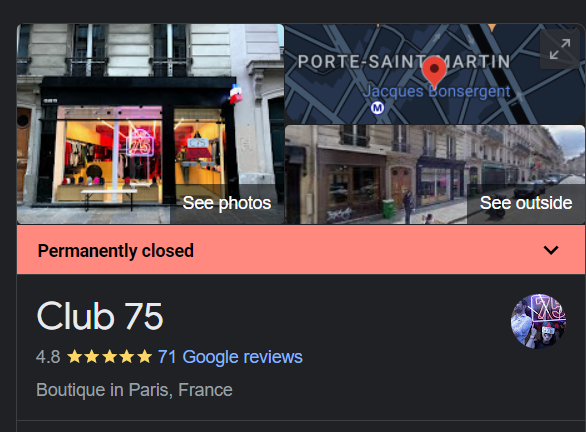 PORTE-SAINT-MARTIN
Jacques Bonsergent
M
75
See photos
See outside
Permanently closed
Club 75
4.8
71 Google reviews
Boutique in Paris, France